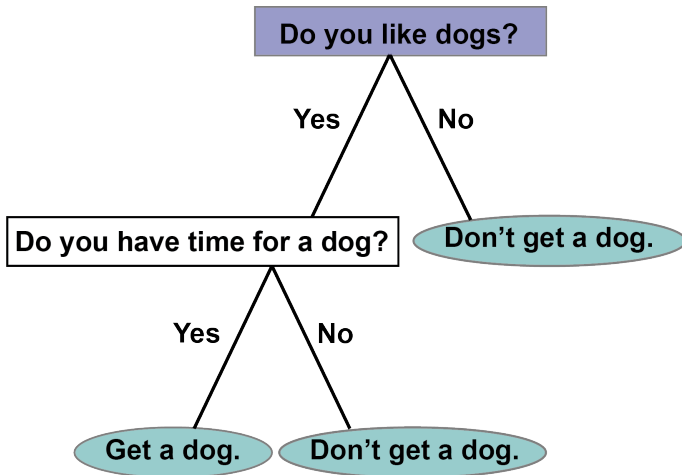 Do you like dogs?
Yes
No
Do you have time for a dog?
Don't get a dog.
Yes
No
Get a dog.
Don't get a dog.